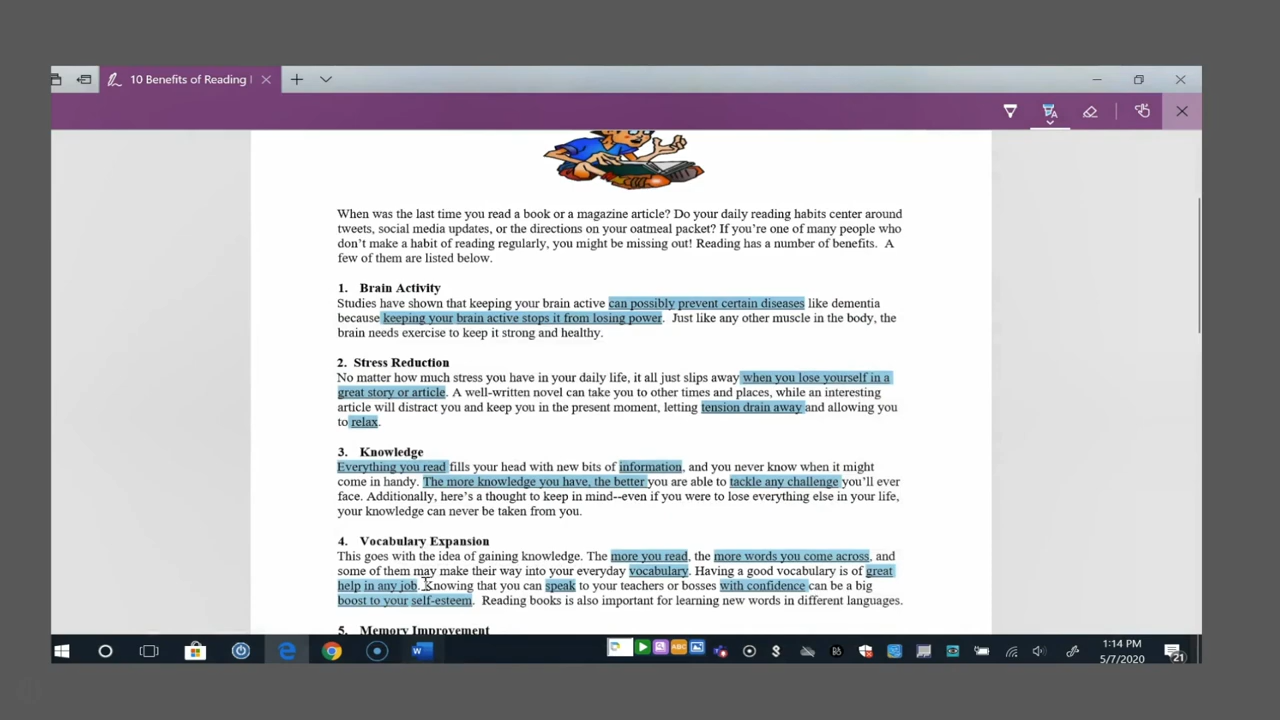 10 Benefits of Reading
When was the last time you read a book or a magazine article? Do your daily reading habits center around
tweets, social media updates, or the directions on your oatmeal packet? If you're one of many people who
don't make a habit of reading regularly, you might be missing out! Reading has a number of benefits. A
few of them are listed below.
1. Brain Activity
Studies have shown that keeping your brain active can possibly prevent certain diseases like dementia
because keeping your brain active stops it from losing power. Just like any other muscle in the body, the
brain needs exercise to keep it strong and healthy.
2. Stress Reduction
No matter how much stress you have in your daily life, it all just slips away when you lose yourself in a
great story or article. A well-written novel can take you to other times and places, while an interesting
article will distract you and keep you in the present moment, letting tension drain away and allowing you
to relax.
3. Knowledge
Everything you read fills your head with new bits of information, and you never know when it might
come in handy. The more knowledge you have, the better you are able to tackle any challenge you'll ever
face. Additionally, here's a thought to keep in mind--even if you were to lose everything else in your life,
your knowledge can never be taken from you.
4. Vocabulary Expansion
This goes with the idea of gaining knowledge. The more you read, the more words you come across, and
some of them may make their way into your everyday vocabulary. Having a good vocabulary is of great
help in any job. Knowing that you can speak to your teachers or bosses with confidence can be a big
boost to your self-esteem. Reading books is also important for learning new words in different languages.
5. Memory Improvement
ABC
1:14 PM
5/7/2020
21